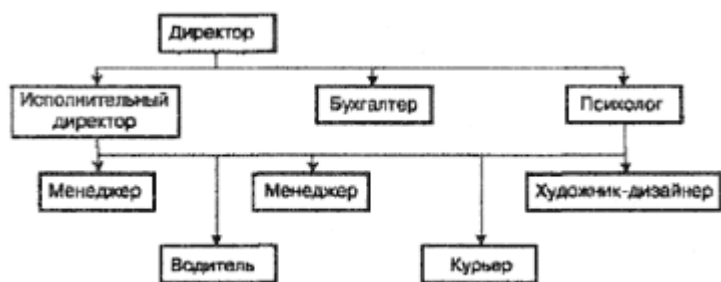 Директор
Исполнительный
директор
Бухгалтер
Психолог
Менеджер
Менеджер
Художник-дизайнер
Водитель
Курьер